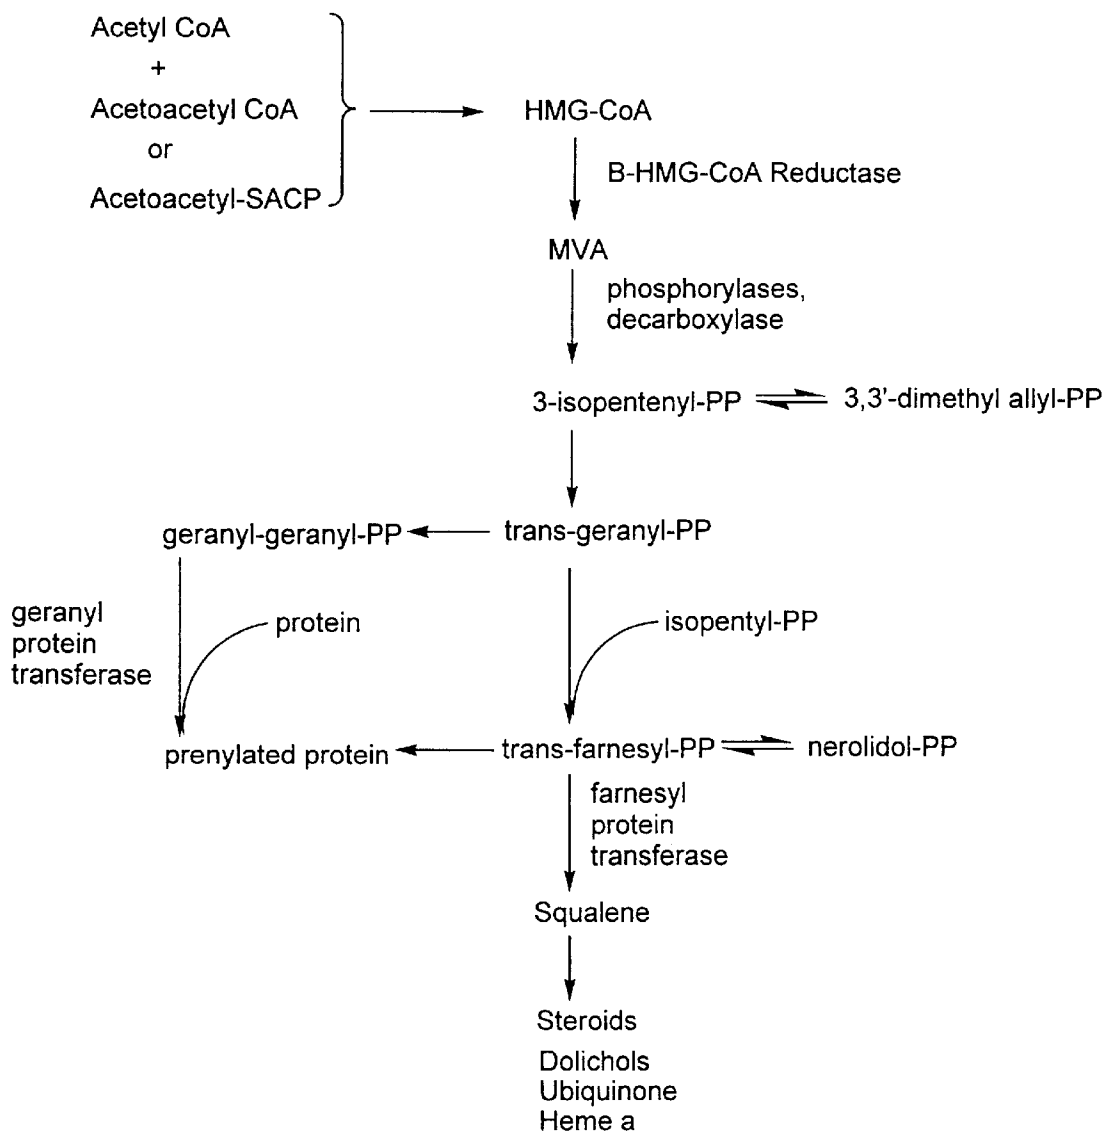 Acetyl CoA
+
Acetoacetyl CoA
or
Acetoacetyl-SACP
HMG-CoA
B-HMG-CoA Reductase
MVA
phosphorylases,
decarboxylase
3-isopentenyl-PP
3,3'-dimethyl allyl-PP
geranyl-geranyl-PP
trans-geranyl-PP
geranyl
protein
transferase
protein
isopentyl-PP
prenylated protein
trans-farnesyl-PP
nerolidol-PP
farnesyl
protein
transferase
Squalene
Steroids
Dolichols
Ubiquinone
Heme a